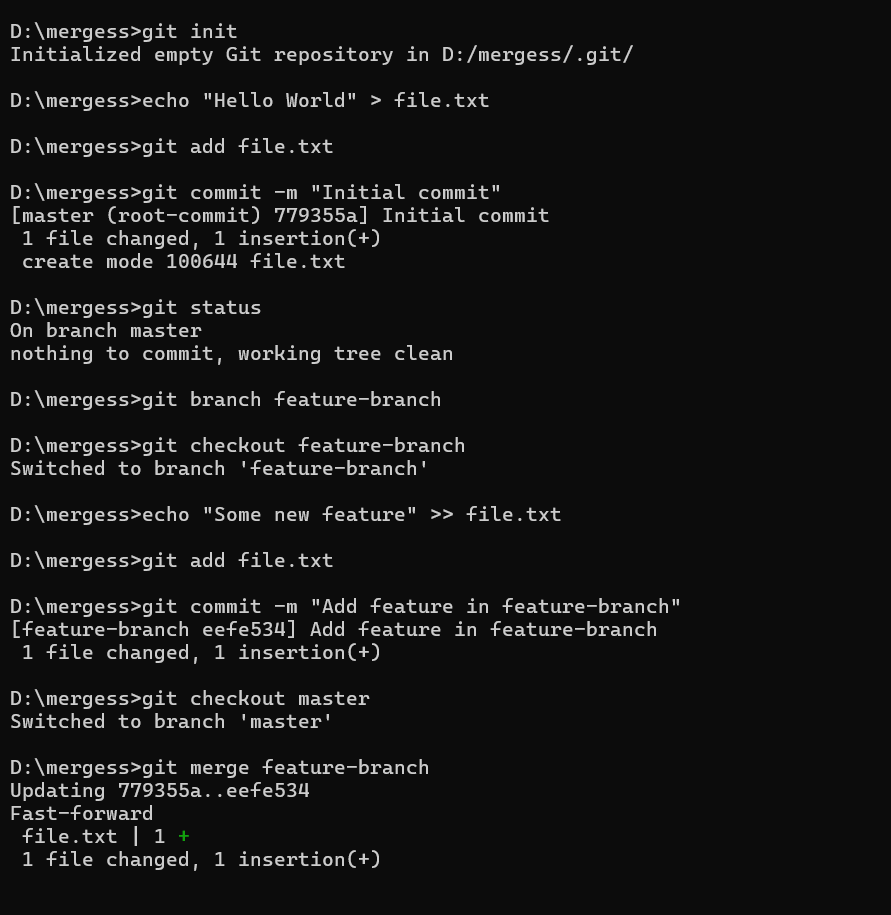 D:\mergess>git init
Initialized empty Git repository in D:/mergess/.git/
D:\mergess>echo "Hello World" > file.txt
D:\mergess>git add file.txt
D:\mergess>git commit -m "Initial commit"
[master (root-commit) 779355a] Initial commit
 1 file changed, 1 insertion(+)
 create mode 100644 file.txt
D:\mergess>git status
On branch master
nothing to commit, working tree clean
D:\mergess>git branch feature-branch
D:\mergess>git checkout feature-branch
Switched to branch 'feature-branch'
D:\mergess>echo "Some new feature" >> file.txt
D:\mergess>git add file.txt
D:\mergess>git commit -m "Add feature in feature-branch"
[feature-branch eefe534] Add feature in feature-branch
 1 file changed, 1 insertion(+)
D:\mergess>git checkout master
Switched to branch 'master'
D:\mergess>git merge feature-branch
Updating 779355a..eefe534
Fast-forward
 file.txt | 1 +
 1 file changed, 1 insertion(+)